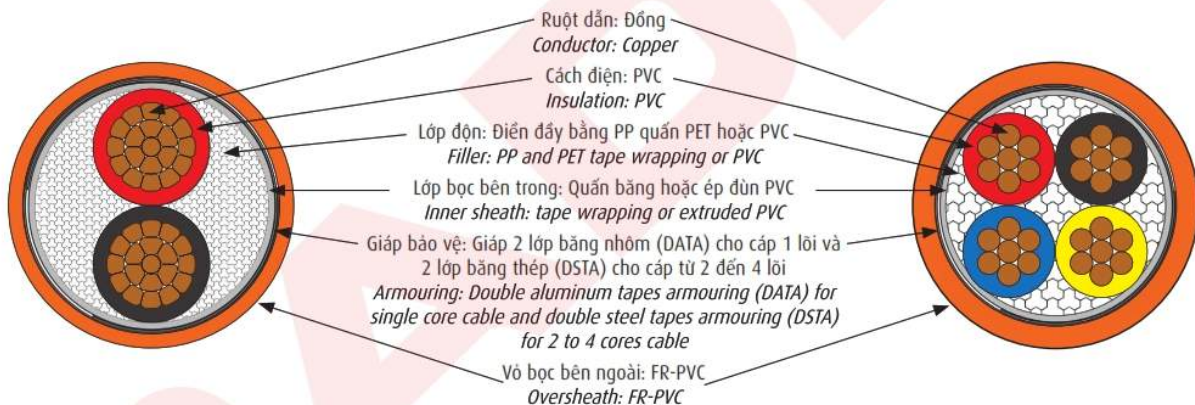 Ruột dẫn: Đồng
Conductor: Copper
Cách điện: PVC
Insulation: PVC
Lớp độn: Điền đầy bằng PP quấn PET hoặc PVC
Filler: PP and PET tape wrapping or PVC
Lớp bọc bên trong: Quấn băng hoặc ép đùn PVC
Inner sheath: tape wrapping or extruded PVC
Giáp bảo vệ: Giáp 2 lớp băng nhôm (DATA) cho cáp 1 lõi và
2 lớp băng thép (DSTA) cho cáp từ 2 đến 4 lõi
Armouring: Double aluminum tapes armouring (DATA) for
single core cable and double steel tapes armouring (DSTA)
for 2 to 4 cores cable
Vỏ bọc bên ngoài: FR-PVC
Oversheath: FR-PVC